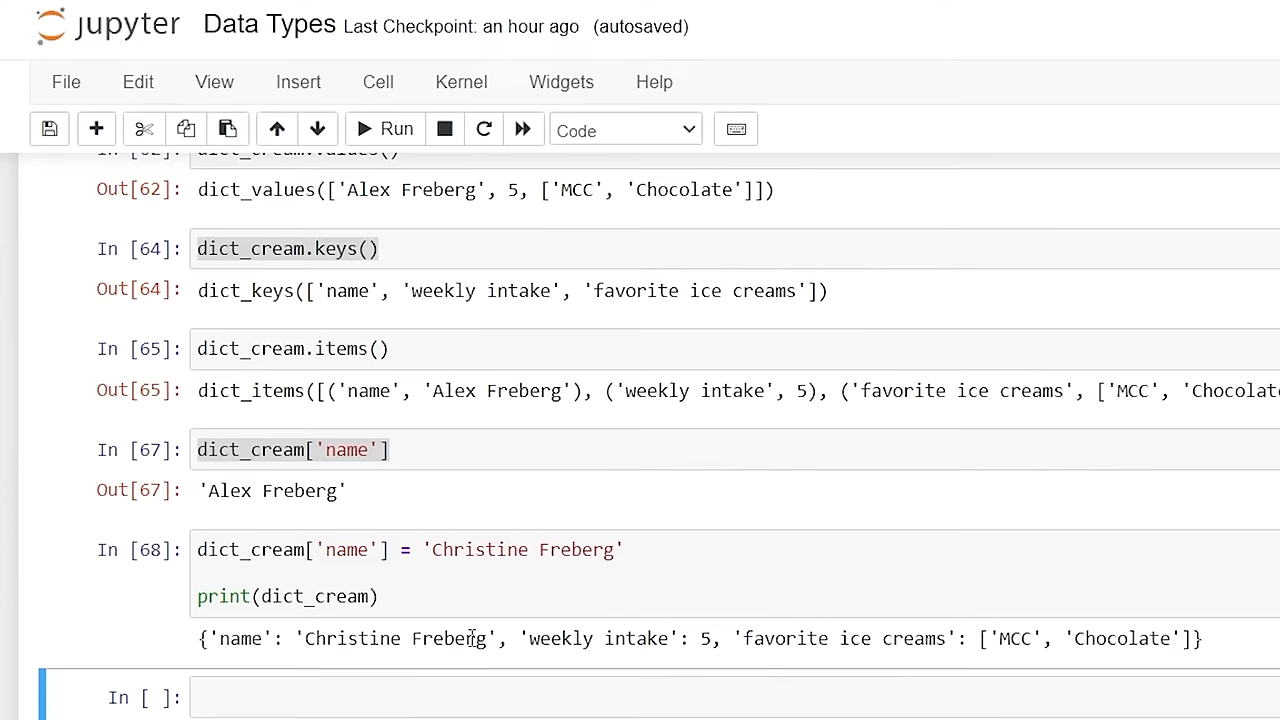 jupyter Data Types Last Checkpoint: an hour ago (autosaved)
File Edit View Insert Cell Kernel Widgets Help
Run Code
In [62]: dict_cream.values()
Out[62]: dict_values(['Alex Freberg', 5, ['MCC', 'Chocolate']])
In [64]: dict_cream.keys()
Out[64]: dict_keys(['name', 'weekly intake', 'favorite ice creams'])
In [65]: dict_cream.items()
Out[65]: dict_items([('name', 'Alex Freberg'), ('weekly intake', 5), ('favorite ice creams', ['MCC', 'Chocolat
In [67]: dict_cream['name']
Out[67]: 'Alex Freberg'
In [68]: dict_cream['name'] = 'Christine Freberg'
print(dict_cream)
{'name': 'Christine Freberg', 'weekly intake': 5, 'favorite ice creams': ['MCC', 'Chocolate']}
In [ ]: